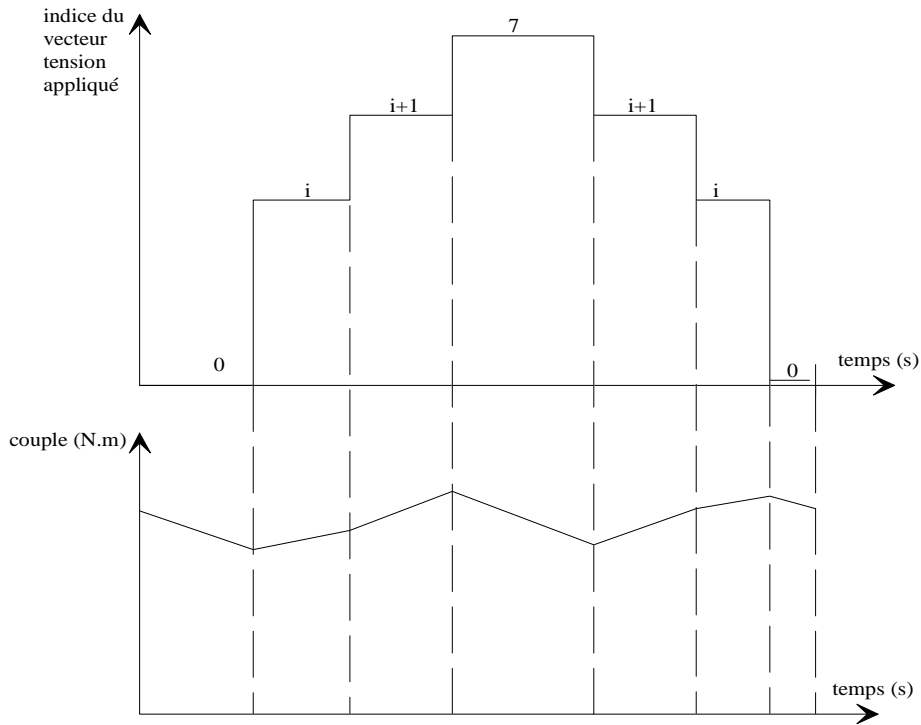 indice du
vecteur
tension
appliqué
7
i+1
i+1
i
i
0
0
temps (s)
couple (N.m)
temps (s)